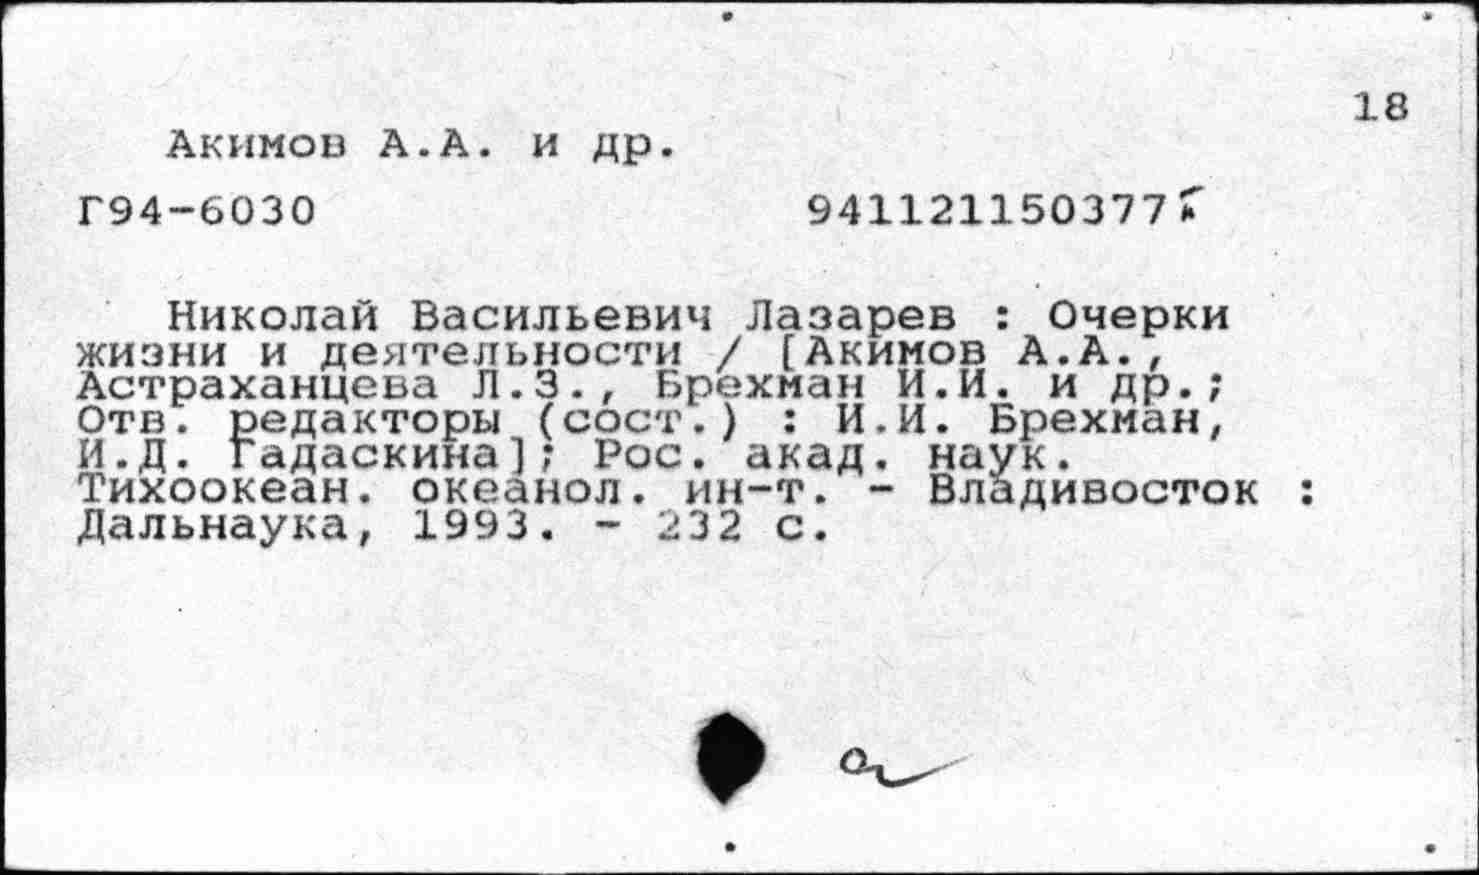 18
Акимов А.А. и др.
Г94-6030 941121150377
Николай Васильевич Лазарев : Очерки
жизни и деятельности / [Акимов А.А.,
Астраханцева Л.З., Брехман И.И. и др.;
Отв. редакторы (сост.) : И.И. Брехман,
И.Д. Гадаскина]; Рос. акад. наук.
Тихоокеан. океанол. ин-т. - Владивосток :
Дальнаука, 1993. - 232 с.